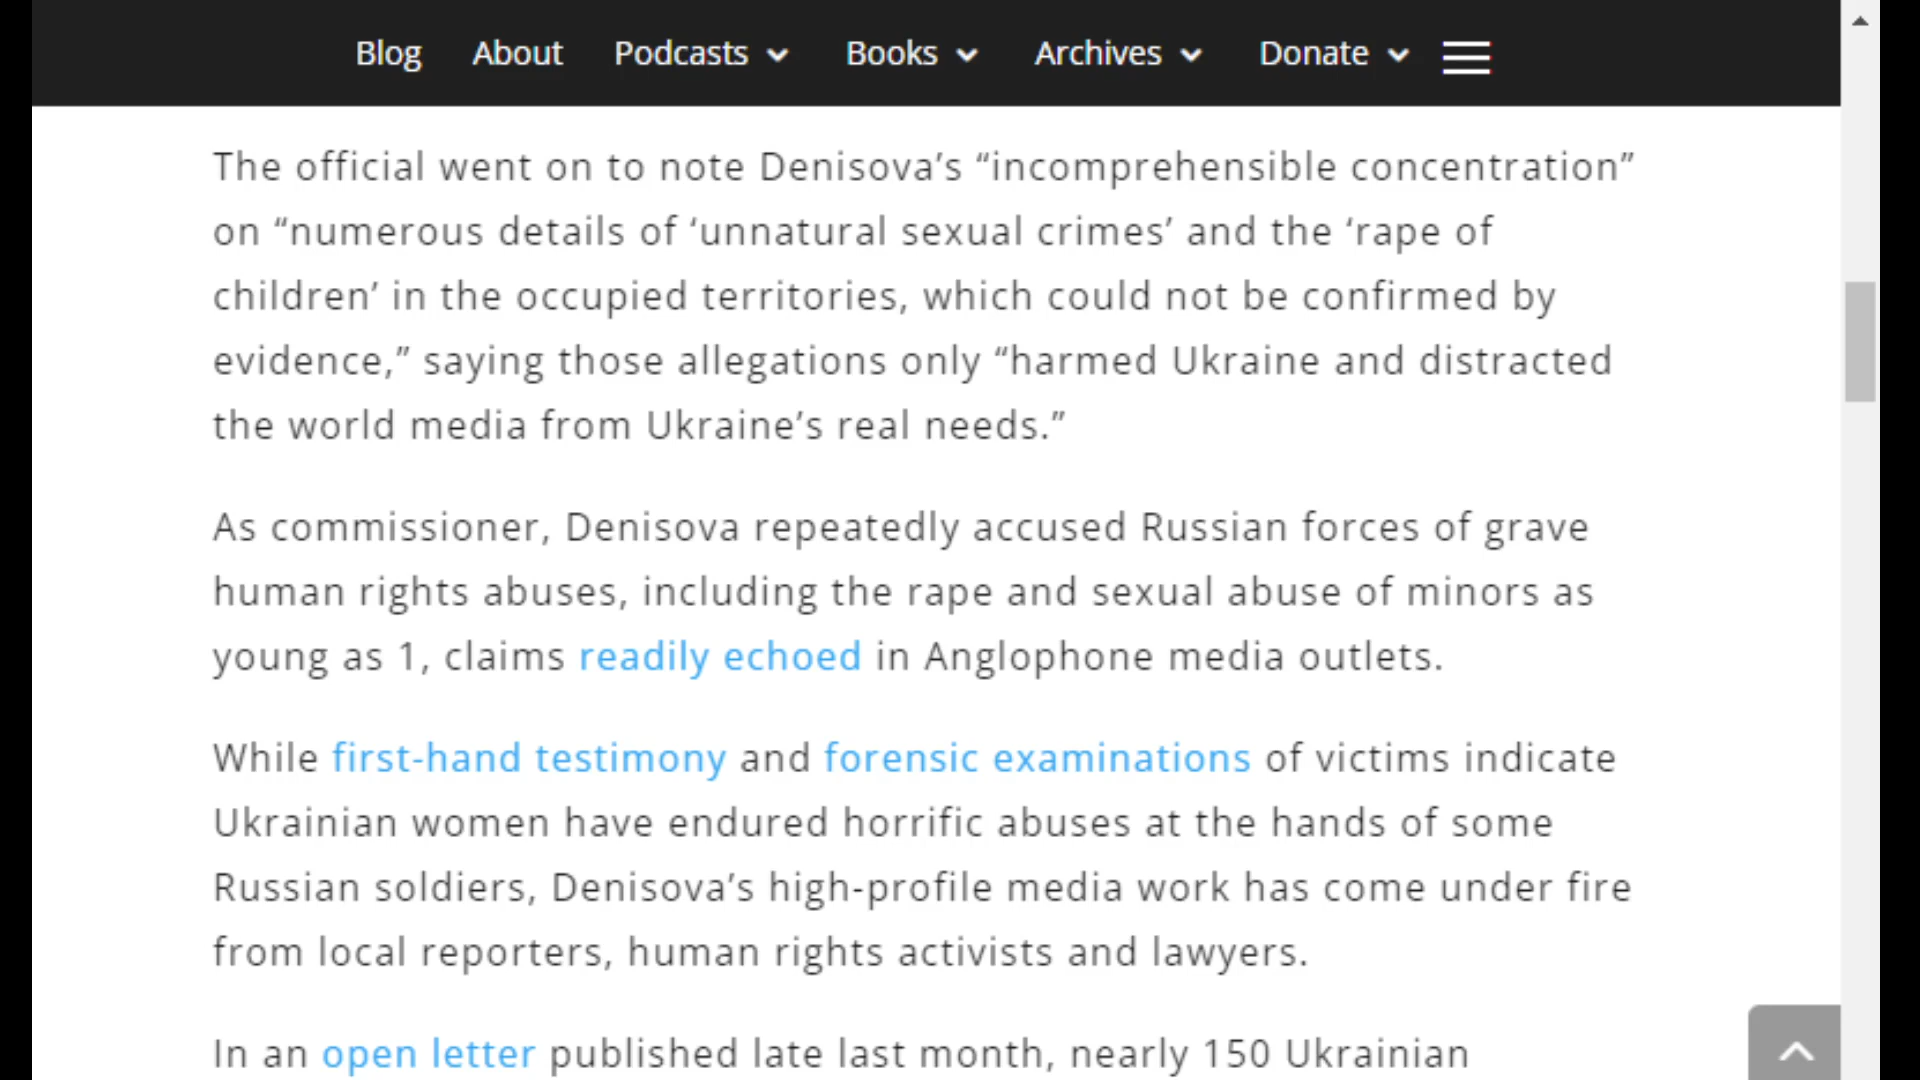 Blog About Podcasts Books Archives Donate
The official went on to note Denisova’s “incomprehensible concentration”
on “numerous details of ‘unnatural sexual crimes’ and the ‘rape of
children’ in the occupied territories, which could not be confirmed by
evidence,” saying those allegations only “harmed Ukraine and distracted
the world media from Ukraine’s real needs.”
As commissioner, Denisova repeatedly accused Russian forces of grave
human rights abuses, including the rape and sexual abuse of minors as
young as 1, claims readily echoed in Anglophone media outlets.
While first-hand testimony and forensic examinations of victims indicate
Ukrainian women have endured horrific abuses at the hands of some
Russian soldiers, Denisova’s high-profile media work has come under fire
from local reporters, human rights activists and lawyers.
In an open letter published late last month, nearly 150 Ukrainian